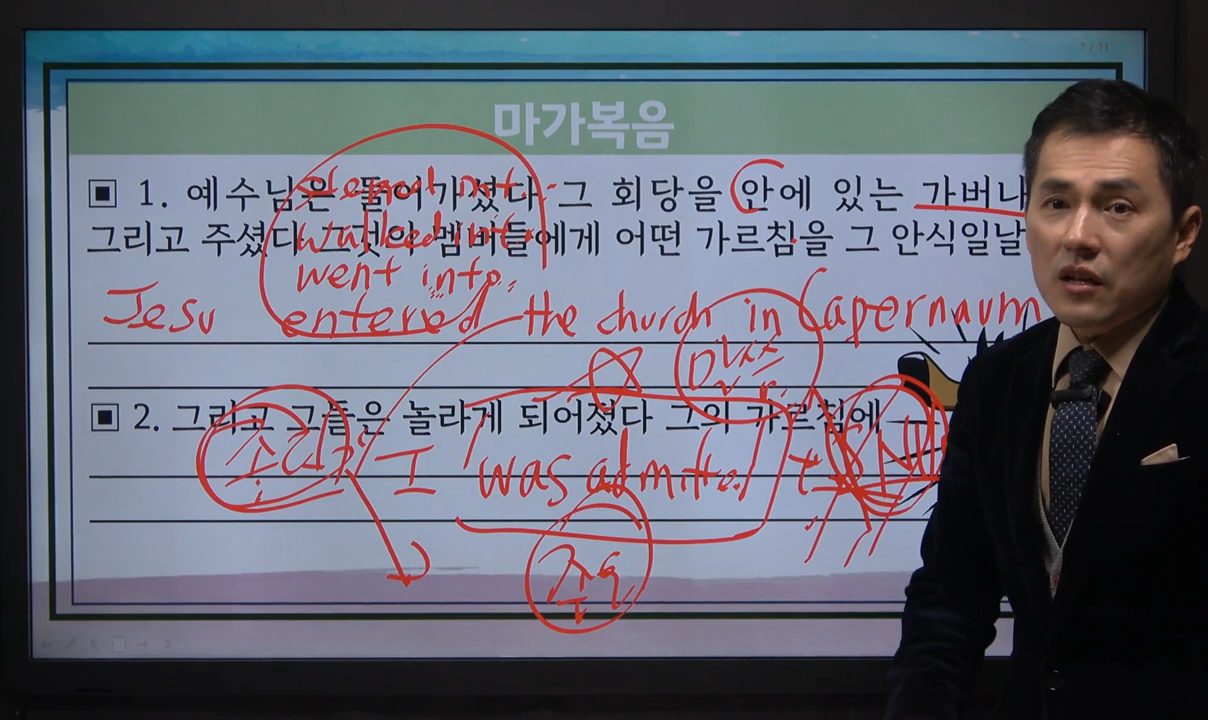 7 / 11
마가복음
1. 예수님은 들어가셨다 그 회당을 안에 있는 가버나
stepped into
walked into
그리고 주셨다 그것의 멤버들에게 어떤 가르침을 그 안식일날
went into
Jesu entered the church in Capernaum
2. 그리고 그들은 놀라게 되어졌다 그의 가르침에
I was admitted